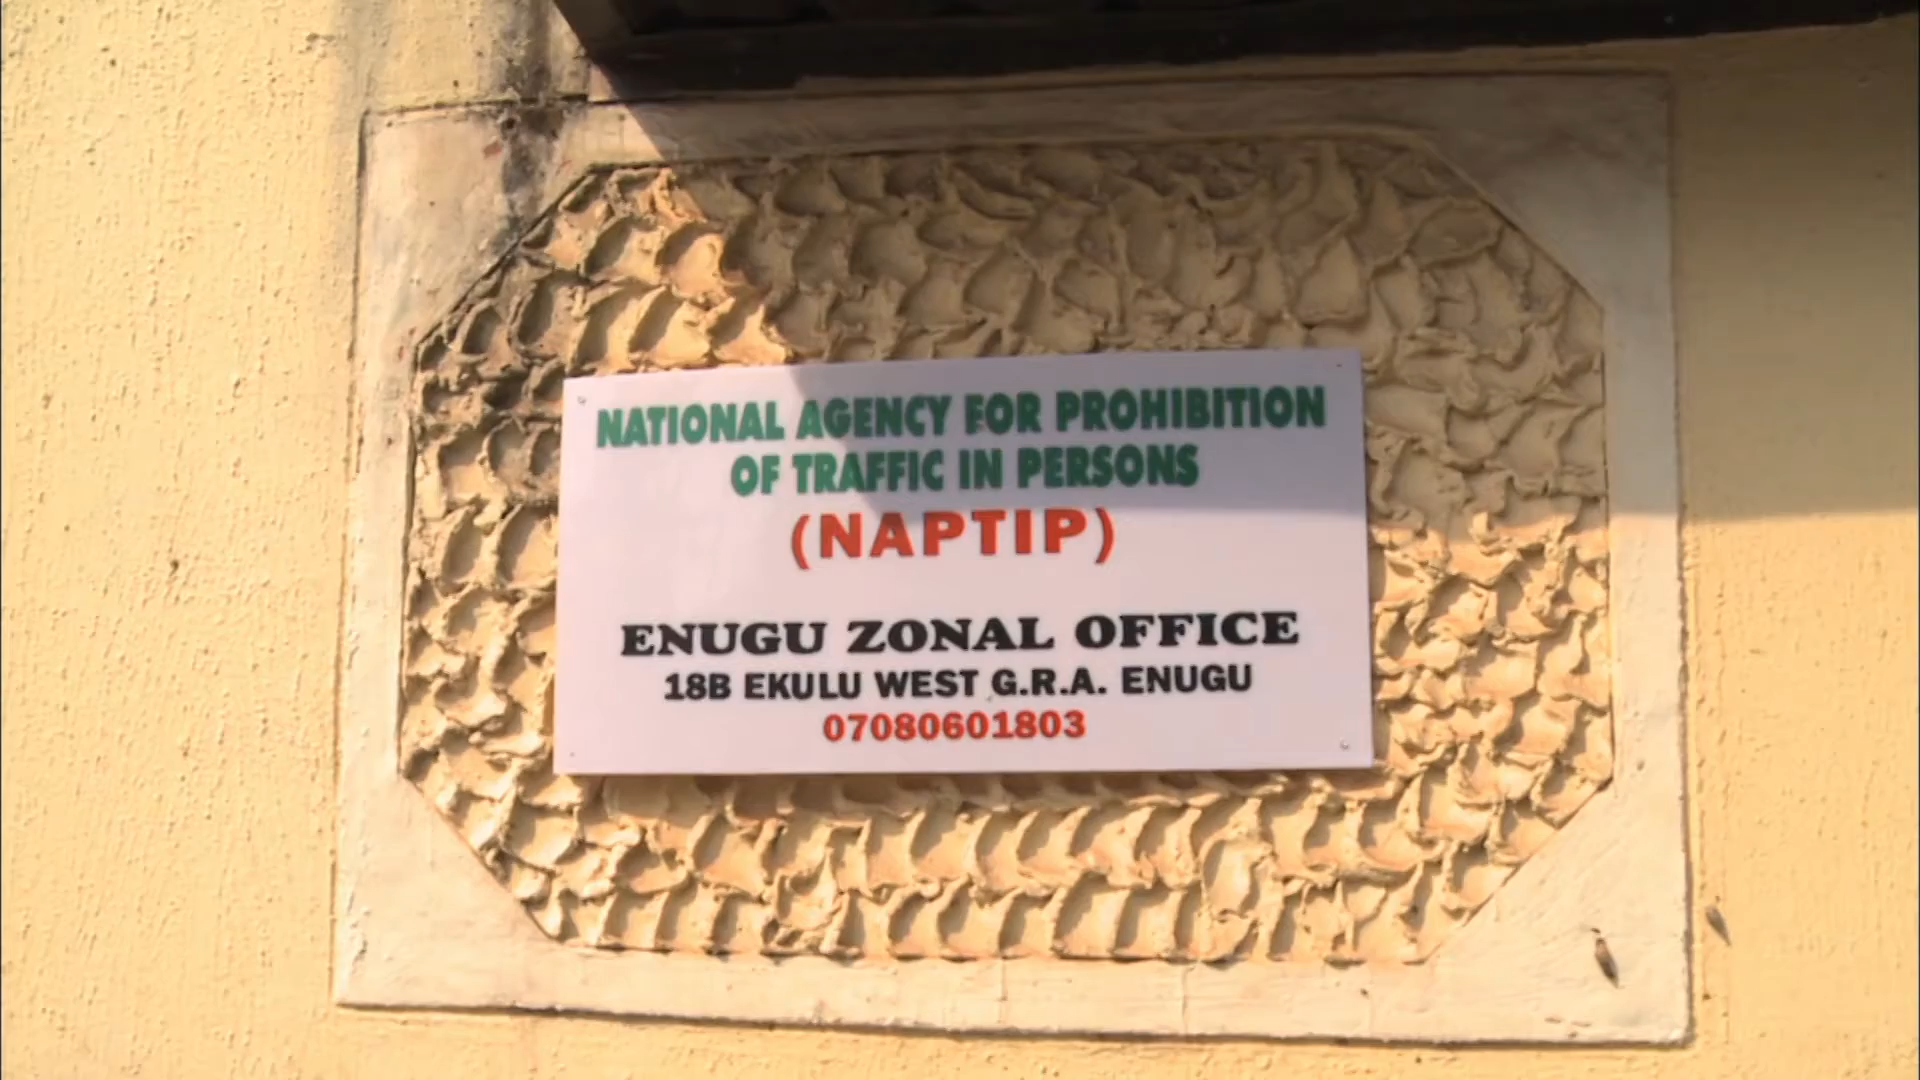 NATIONAL AGENCY FOR PROHIBITION
OF TRAFFIC IN PERSONS
(NAPTIP)
ENUGU ZONAL OFFICE
18B EKULU WEST G.R.A. ENUGU
07080601803